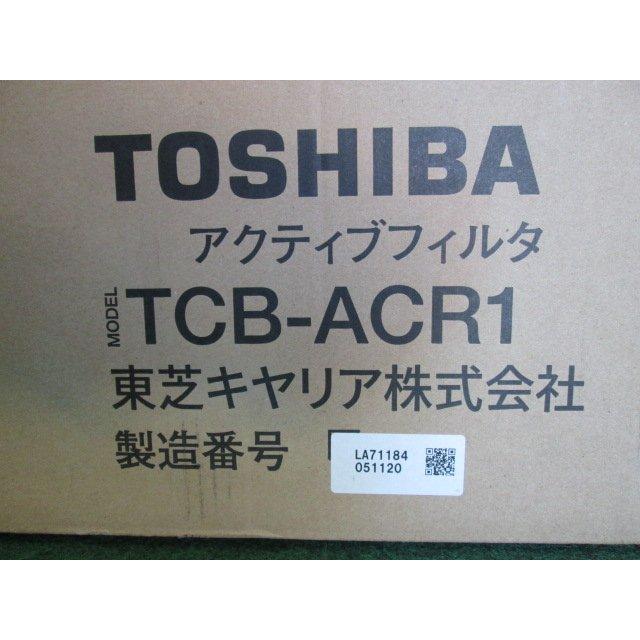 TOSHIBA
アクティブフィルタ
MODEL TCB-ACR1
東芝キヤリア株式会社
製造番号
LA71184
051120